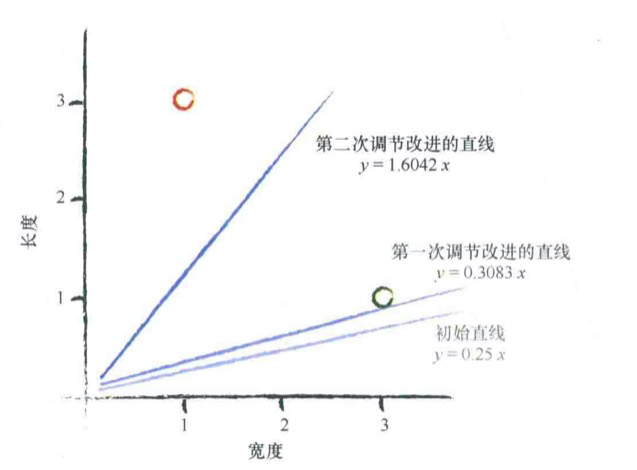 3
第二次调节改进的直线
y = 1.6042 x
2
长度
第一次调节改进的直线
y = 0.3083 x
1
初始直线
y = 0.25 x
1
2
3
宽度